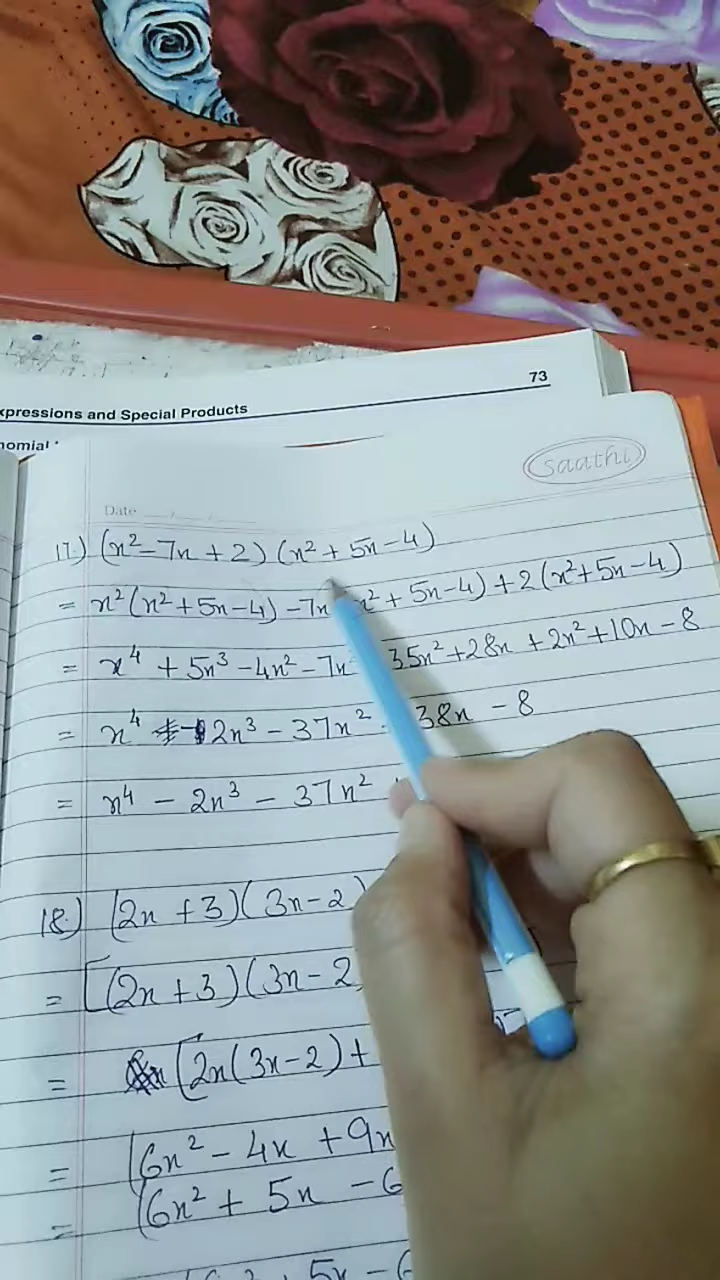 73
xpressions and Special Products
nomial
saathi
Date
17.) (x² - 7x + 2) (x² + 5x - 4)
= x² (x² + 5x - 4) - 7x x² + 5x - 4) + 2 (x² + 5x - 4)
= x⁴ + 5x³ - 4x² - 7x 35x² + 28x + 2x² + 10x - 8
= x⁴ - 2x³ - 37x² 38x - 8
= x⁴ - 2x³ - 37x²
18.) (2x + 3) (3x - 2)
= [(2x + 3) (3x - 2
= [2x (3x - 2) +
= (6x² - 4x + 9x
= (6x² + 5x - 6
5x - 6